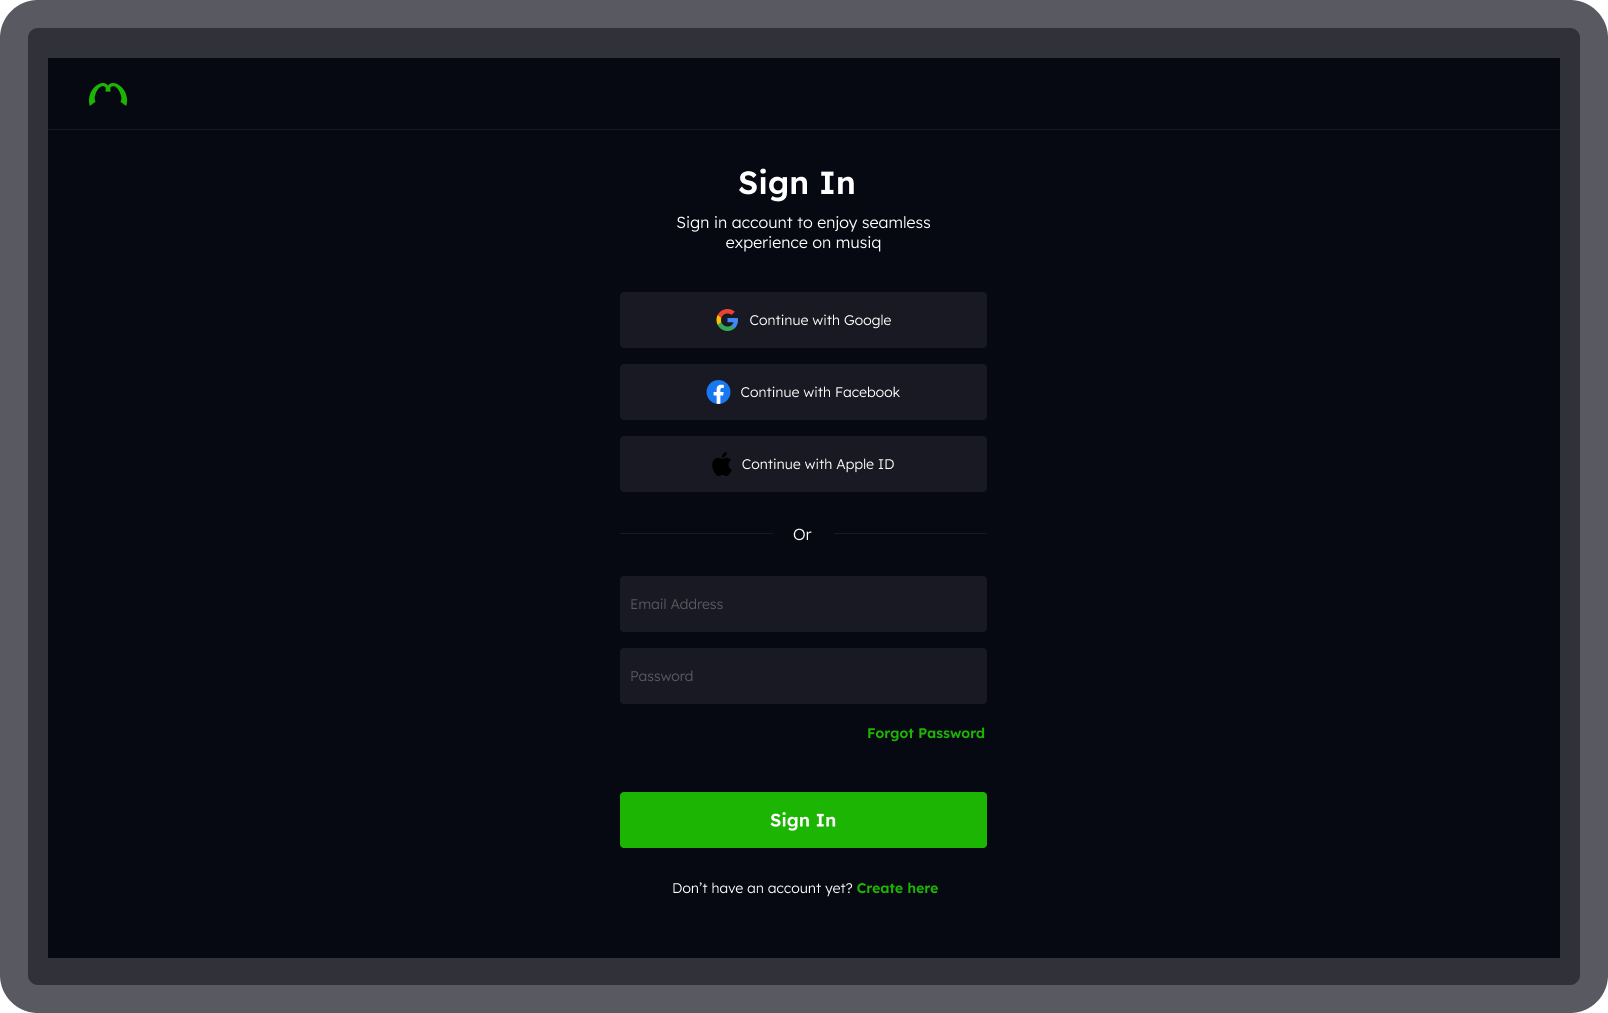 Sign In
Sign in account to enjoy seamless
experience on musiq
Continue with Google
Continue with Facebook
Continue with Apple ID
Or
Email Address
Password
Forgot Password
Sign In
Don’t have an account yet? Create here